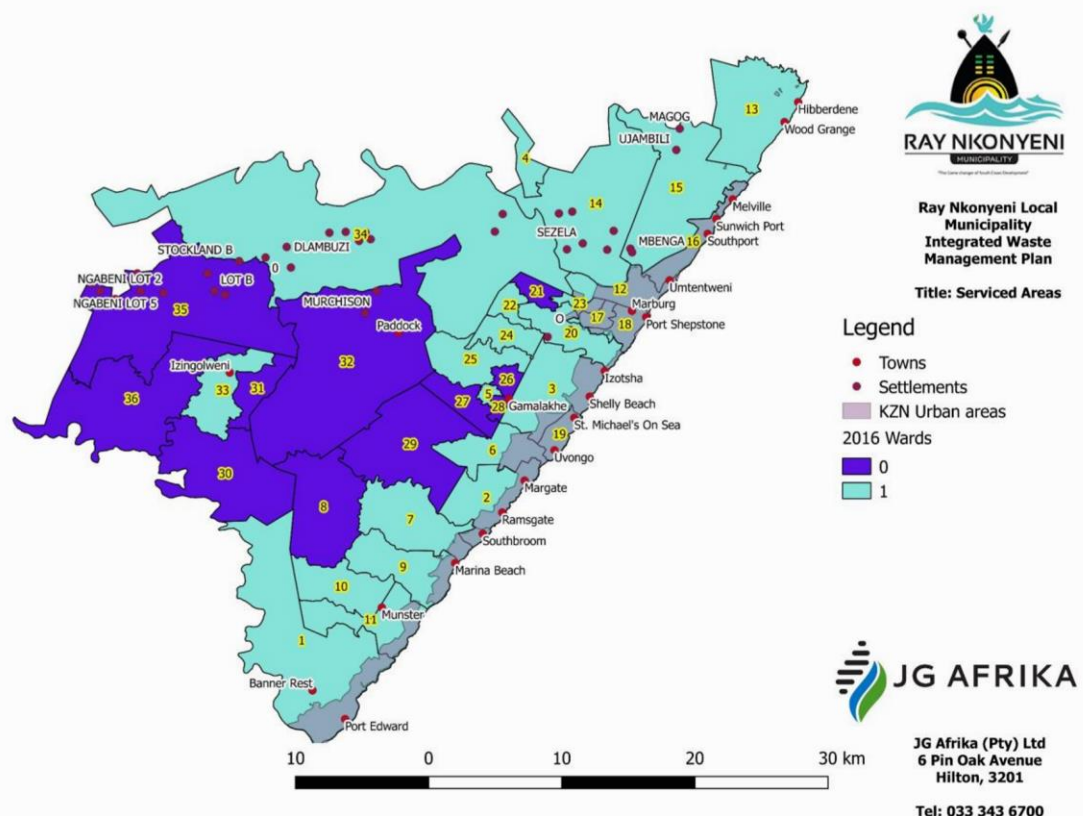 RAY NKONYENI
MUNICIPALITY
Ray Nkonyeni Local
Municipality
Integrated Waste
Management Plan
Title: Serviced Areas
Legend
Towns
Settlements
KZN Urban areas
2016 Wards
0
1
13
Hibberdene
Wood Grange
MAGOG
UJAMBILI
4
15
14
Melville
Sunwich Port
SEZELA
MBENGA
16
Southport
34
STOCKLAND B
DLAMBUZI
0
NGABENI LOT 2
LOT B
NGABENI LOT 5
35
MURCHISON
Paddock
21
12
Umtentweni
22
23
17
Marburg
O
18
Port Shepstone
20
24
25
32
Izingolweni
33
31
36
26
5
3
Izotsha
27
28
Gamalakhe
Shelly Beach
St. Michael's On Sea
19
29
6
Uvongo
30
Margate
2
8
7
Ramsgate
Southbroom
9
Marina Beach
10
11
Munster
1
Banner Rest
Port Edward
10
0
10
20
30 km
JG AFRIKA
JG Afrika (Pty) Ltd
6 Pin Oak Avenue
Hilton, 3201
Tel: 033 343 6700